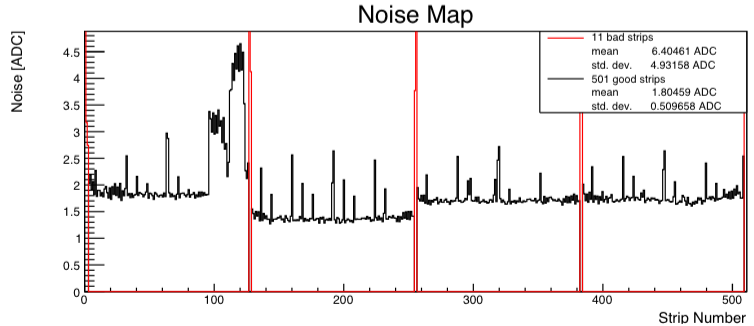 Noise Map
Noise [ADC]
11 bad strips
mean 6.40461 ADC
std. dev. 4.93158 ADC
501 good strips
mean 1.80459 ADC
std. dev. 0.509658 ADC
4.5
4
3.5
3
2.5
2
1.5
1
0.5
0
0 100 200 300 400 500
Strip Number